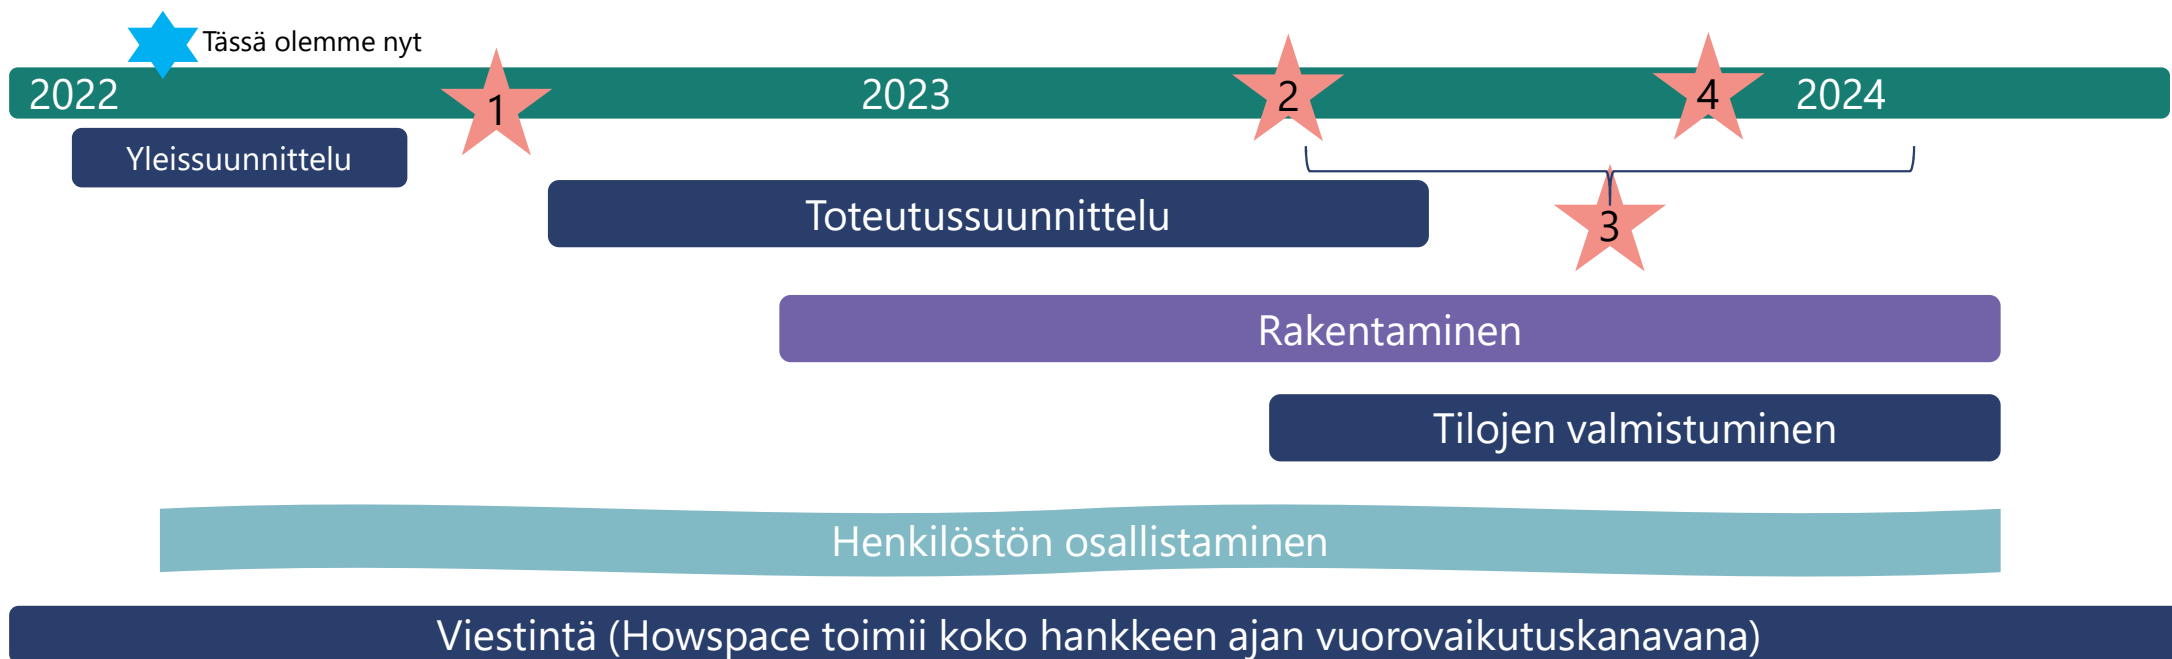 Tässä olemme nyt
2022 1 2023 2 4 2024
Yleissuunnittelu
Toteutussuunnittelu
3
Rakentaminen
Tilojen valmistuminen
Henkilöstön osallistaminen
Viestintä (Howspace toimii koko hankkeen ajan vuorovaikutuskanavana)